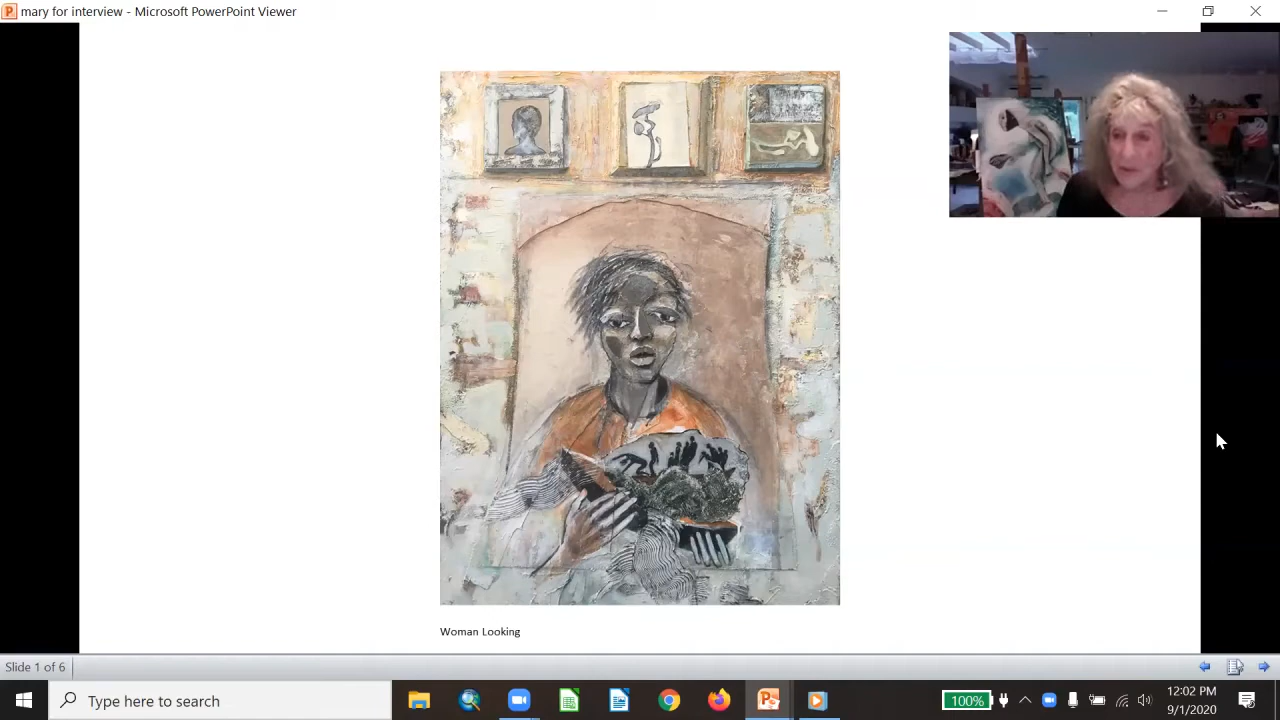 mary for interview - Microsoft PowerPoint Viewer
Woman Looking
Slide 1 of 6
Type here to search
100%
12:02 PM
9/1/2020